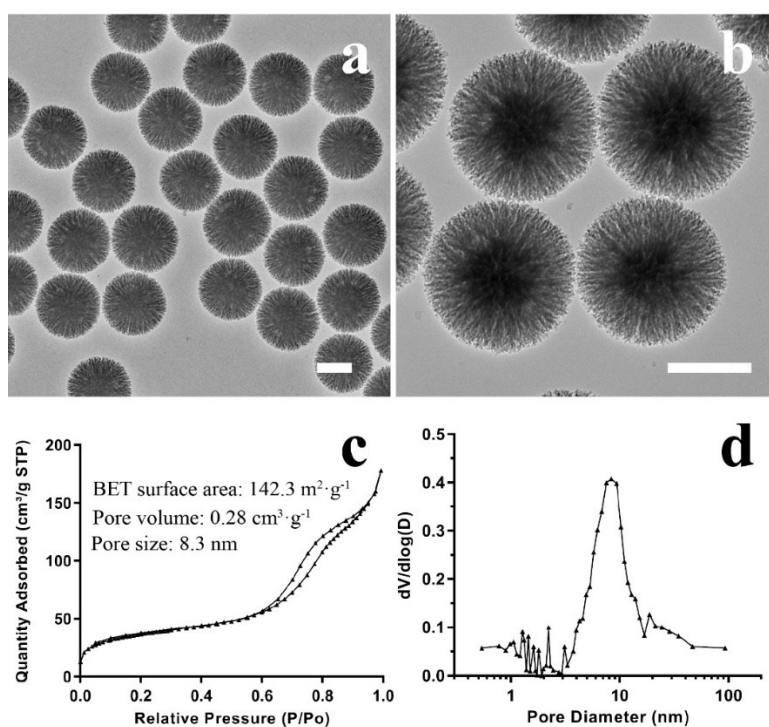 a
b
c
200
150
100
50
0
Quantity Adsorbed (cm³/g STP)
BET surface area: 142.3 m²·g⁻¹
Pore volume: 0.28 cm³·g⁻¹
Pore size: 8.3 nm
0.0 0.2 0.4 0.6 0.8 1.0
Relative Pressure (P/Po)
d
0.5
0.4
0.3
0.2
0.1
0.0
dV/dlog(D)
1 10 100
Pore Diameter (nm)